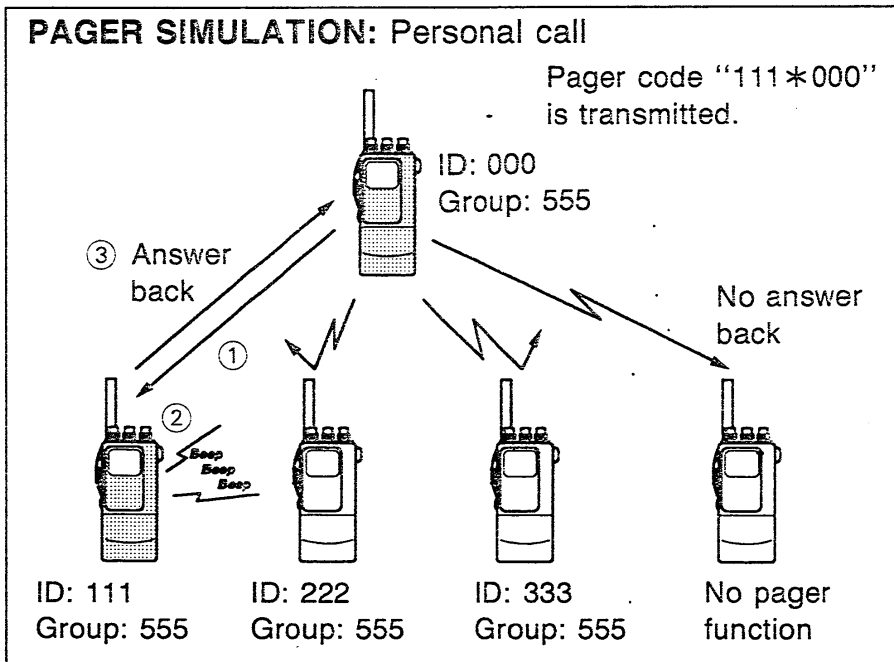 PAGER SIMULATION: Personal call
Pager code “111＊000”
is transmitted.
ID: 000
Group: 555
③ Answer
back
No answer
back
①
②
Beep
Beep
Beep
ID: 111
Group: 555
ID: 222
Group: 555
ID: 333
Group: 555
No pager
function